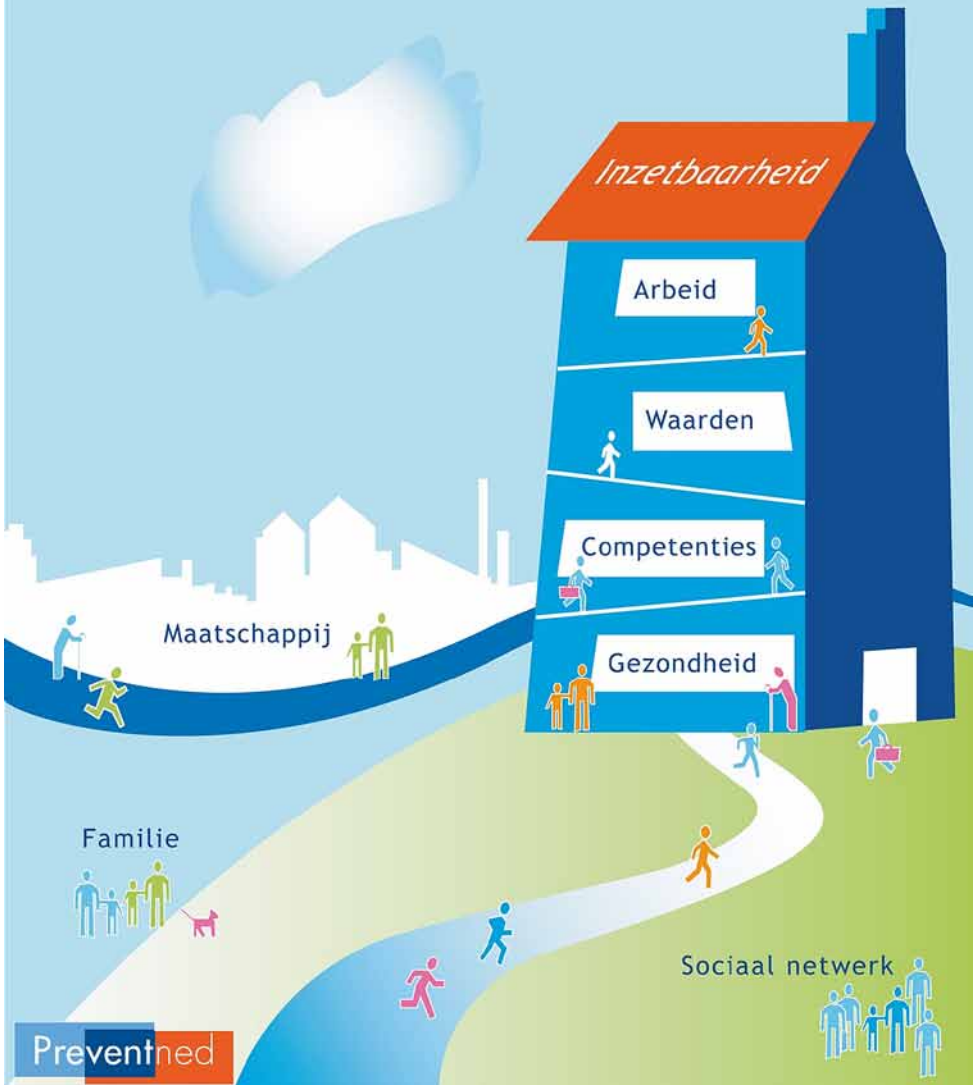 Inzetbaarheid
Arbeid
Waarden
Competenties
Maatschappij
Gezondheid
Familie
Sociaal netwerk
Preventned